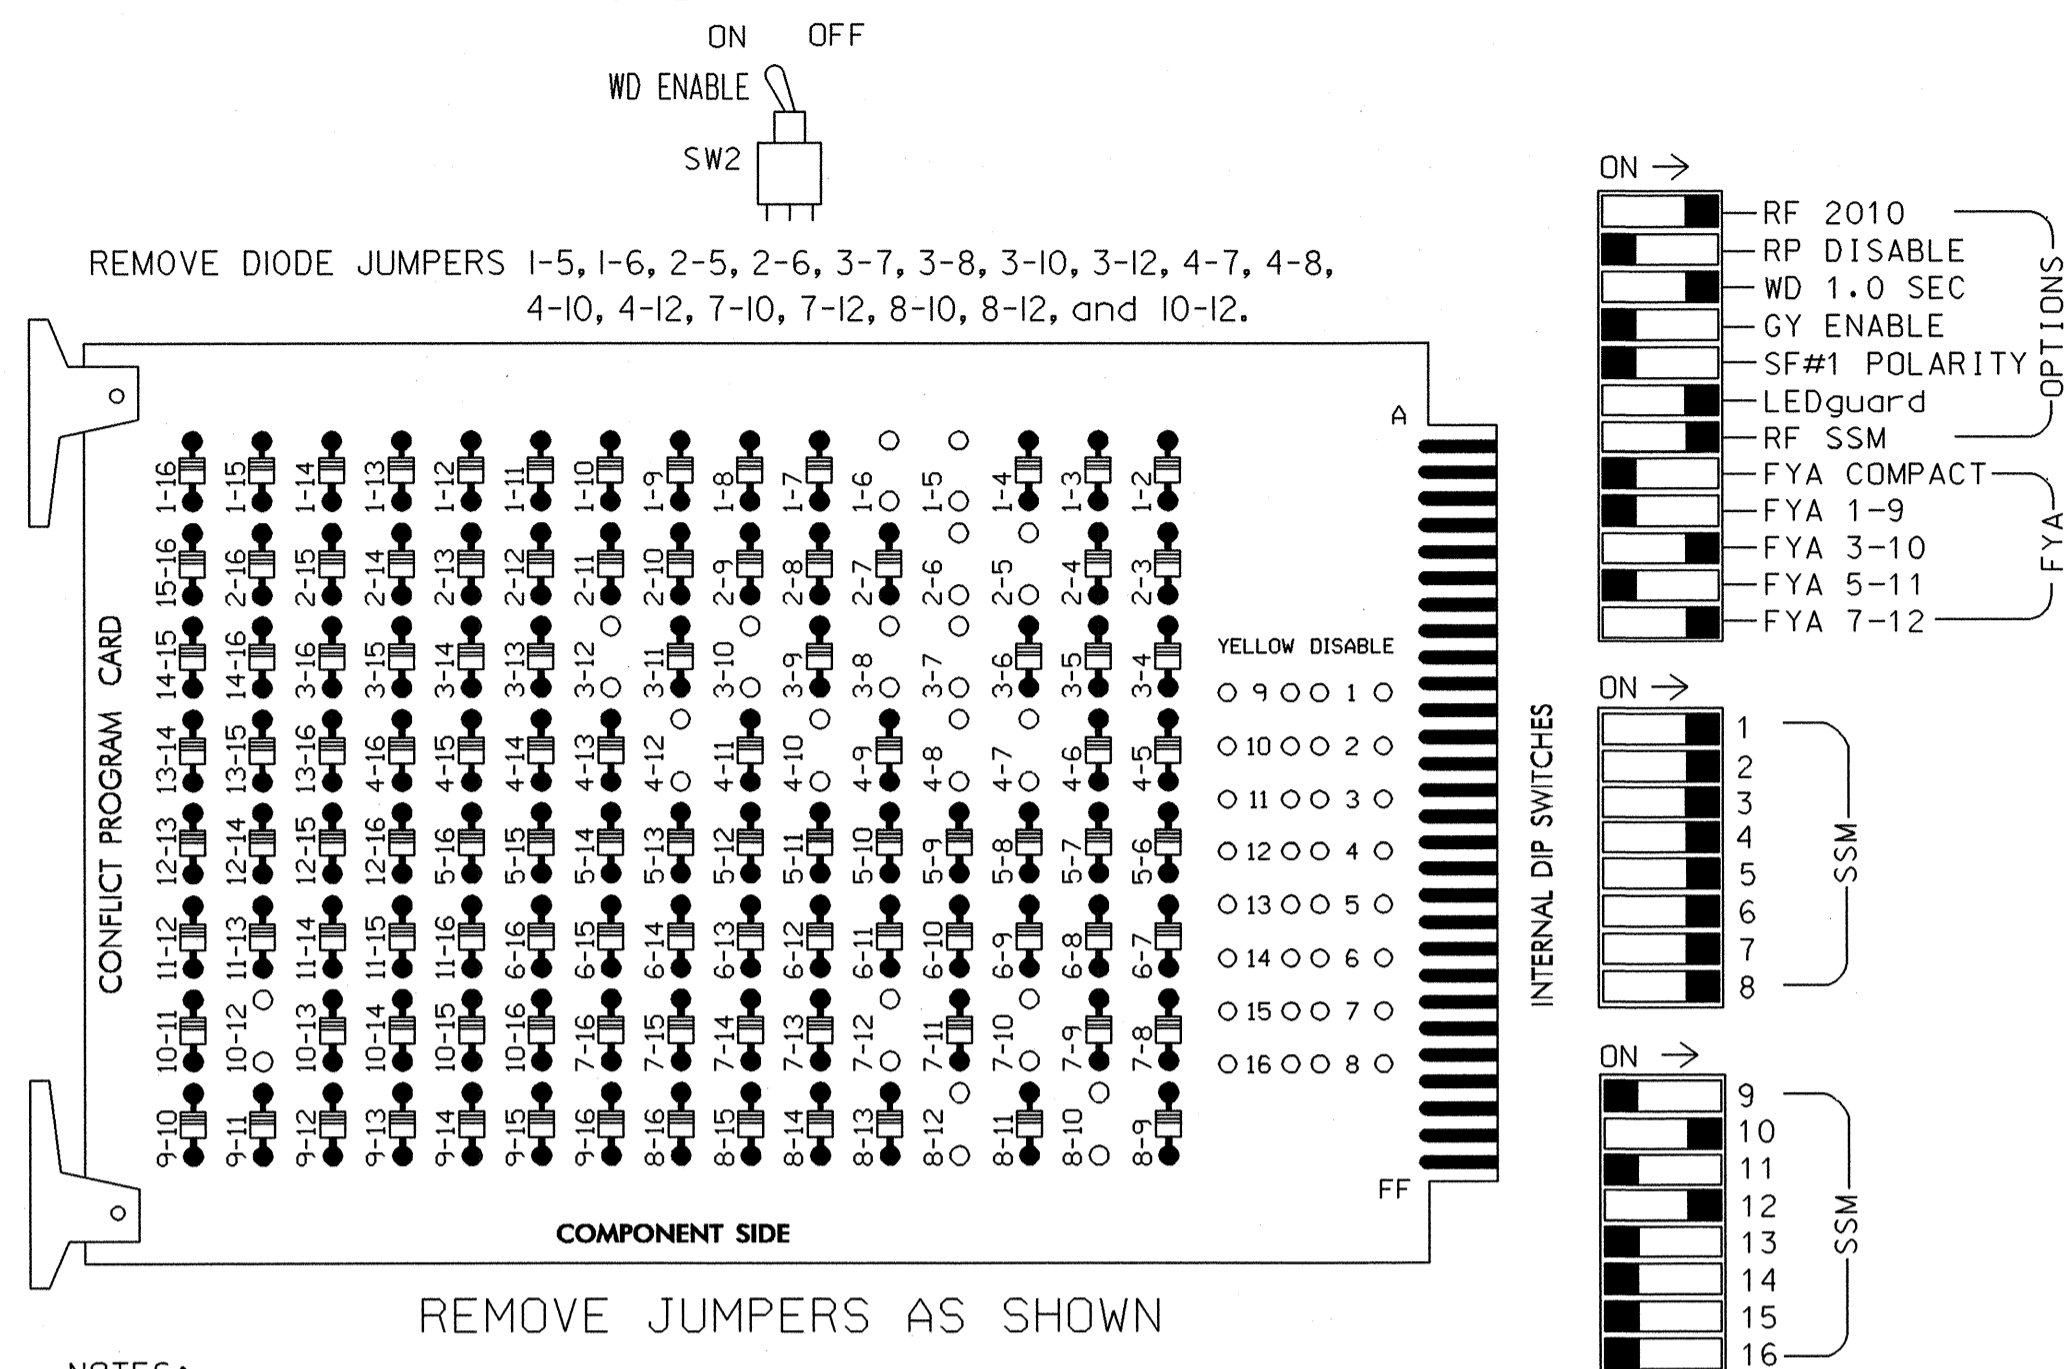 ON OFF
WD ENABLE
SW2
REMOVE DIODE JUMPERS 1-5, 1-6, 2-5, 2-6, 3-7, 3-8, 3-10, 3-12, 4-7, 4-8,
4-10, 4-12, 7-10, 7-12, 8-10, 8-12, and 10-12.
A
1-16 1-15 1-14 1-13 1-12 1-11 1-10 1-9 1-8 1-7 1-6 1-5 1-4 1-3 1-2
15-16 2-16 2-15 2-14 2-13 2-12 2-11 2-10 2-9 2-8 2-7 2-6 2-5 2-4 2-3
14-15 14-16 3-16 3-15 3-14 3-13 3-12 3-11 3-10 3-9 3-8 3-7 3-6 3-5 3-4
13-14 13-15 13-16 4-16 4-15 4-14 4-13 4-12 4-11 4-10 4-9 4-8 4-7 4-6 4-5
12-13 12-14 12-15 12-16 5-16 5-15 5-14 5-13 5-12 5-11 5-10 5-9 5-8 5-7 5-6
11-12 11-13 11-14 11-15 11-16 6-16 6-15 6-14 6-13 6-12 6-11 6-10 6-9 6-8 6-7
10-11 10-12 10-13 10-14 10-15 10-16 7-16 7-15 7-14 7-13 7-12 7-11 7-10 7-9 7-8
9-10 9-11 9-12 9-13 9-14 9-15 9-16 8-16 8-15 8-14 8-13 8-12 8-11 8-10 8-9
CONFLICT PROGRAM CARD
YELLOW DISABLE
9 1
10 2
11 3
12 4
13 5
14 6
15 7
16 8
FF
COMPONENT SIDE
REMOVE JUMPERS AS SHOWN
NOTES:
INTERNAL DIP SWITCHES
ON →
RF 2010
RP DISABLE
WD 1.0 SEC
GY ENABLE
SF#1 POLARITY
LEDguard
RF SSM
OPTIONS
FYA COMPACT
FYA 1-9
FYA 3-10
FYA 5-11
FYA 7-12
FYA
ON →
1
2
3
4
5
6
7
8
SSM
ON →
9
10
11
12
13
14
15
16
SSM